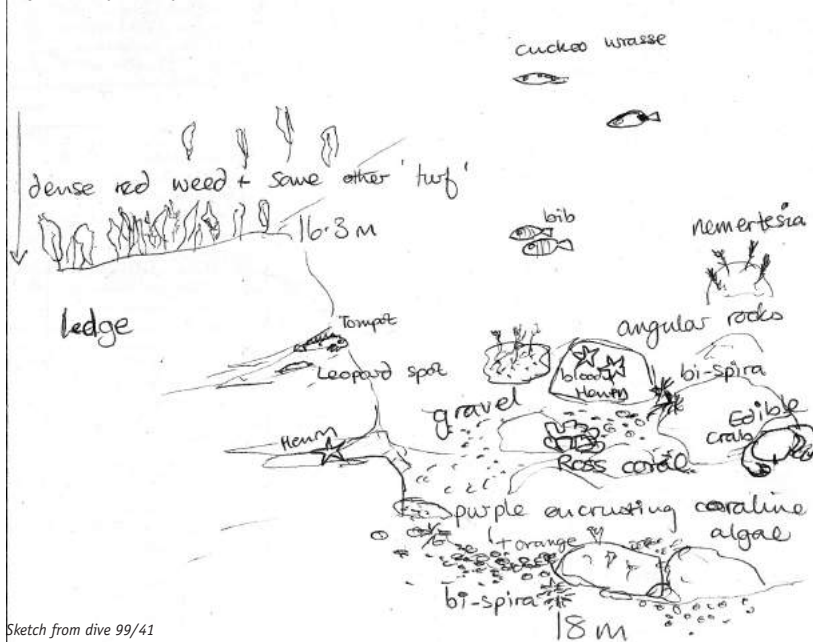 cuckoo wrasse
dense red weed + some other 'turf'
16.3 m
bib
nemertesia
ledge
Tompot
Leopard spot
angular rocks
bloody
Henry
bi-spira
gravel
Edible
crab
Henry
Ross coral
purple encrusting coraline
algae
+ orange
bi-spira
18 m
Sketch from dive 99/41